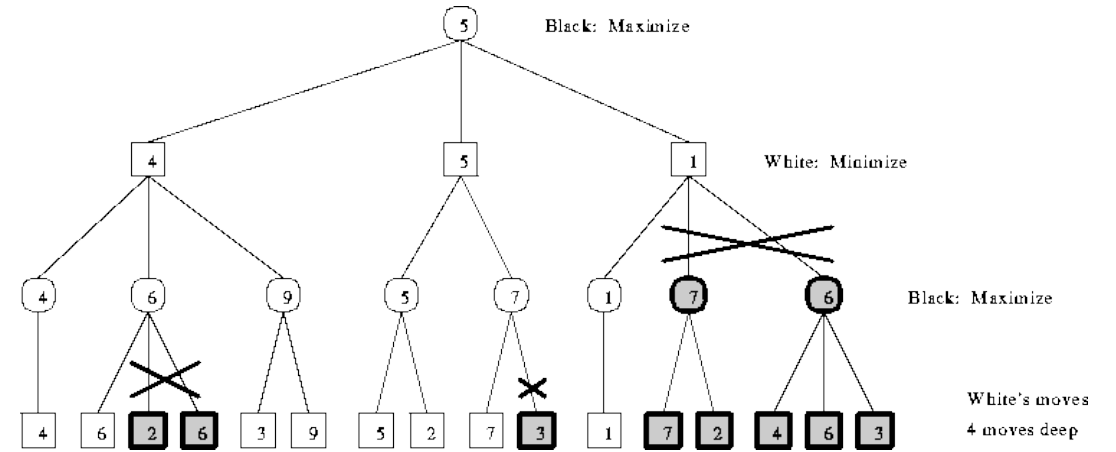 5 Black: Maximize
4 5 1 White: Minimize
4 6 9 5 7 1 7 6 Black: Maximize
White's moves
4 6 2 6 3 9 5 2 7 3 1 7 2 4 6 3
4 moves deep